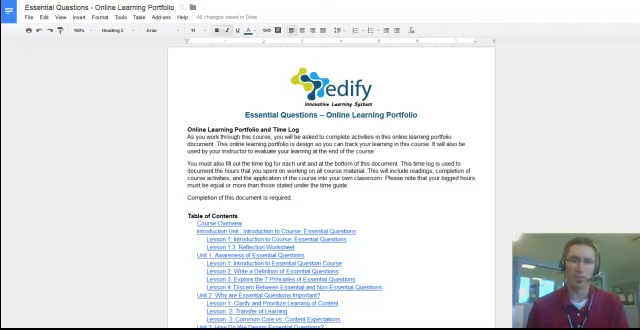 Essential Questions - Online Learning Portfolio
File Edit View Insert Format Tools Table Add-ons Help All changes saved in Drive
100% Heading 2 Arial 11 B I U A
edify
Innovative Learning System
Essential Questions – Online Learning Portfolio
Online Learning Portfolio and Time Log
As you work through this course, you will be asked to complete activities in this online learning portfolio
document. This online learning portfolio is design so you can track your learning in this course. It will also be
used by your instructor to evaluate your learning at the end of the course.
You must also fill out the time log for each unit and at the bottom of this document. This time log is used to
document the hours that you spent on working on all course material. This will include readings, completion of
course activities, and the application of the course into your own classroom. Please note that your logged hours
must be equal or more than those stated under the time guide.
Completion of this document is required.
Table of Contents
Course Overview
Introduction Unit: Introduction to Course: Essential Questions
Lesson 1: Introduction to Course: Essential Questions
Lesson 1.3: Reflection Worksheet
Unit 1: Awareness of Essential Questions
Lesson 1: Introduction to Essential Question Course
Lesson 2: Write a Definition of Essential Questions
Lesson 3: Explore the 7 Principles of Essential Questions
Lesson 4: Discern Between Essential and Non-Essential Questions
Unit 2: Why are Essential Questions Important?
Lesson 1: Clarify and Prioritize Learning of Content
Lesson 2: Transfer of Learning
Lesson 3: Common Core vs. Content Expectations
Unit 3: How Do We Design Essential Questions?